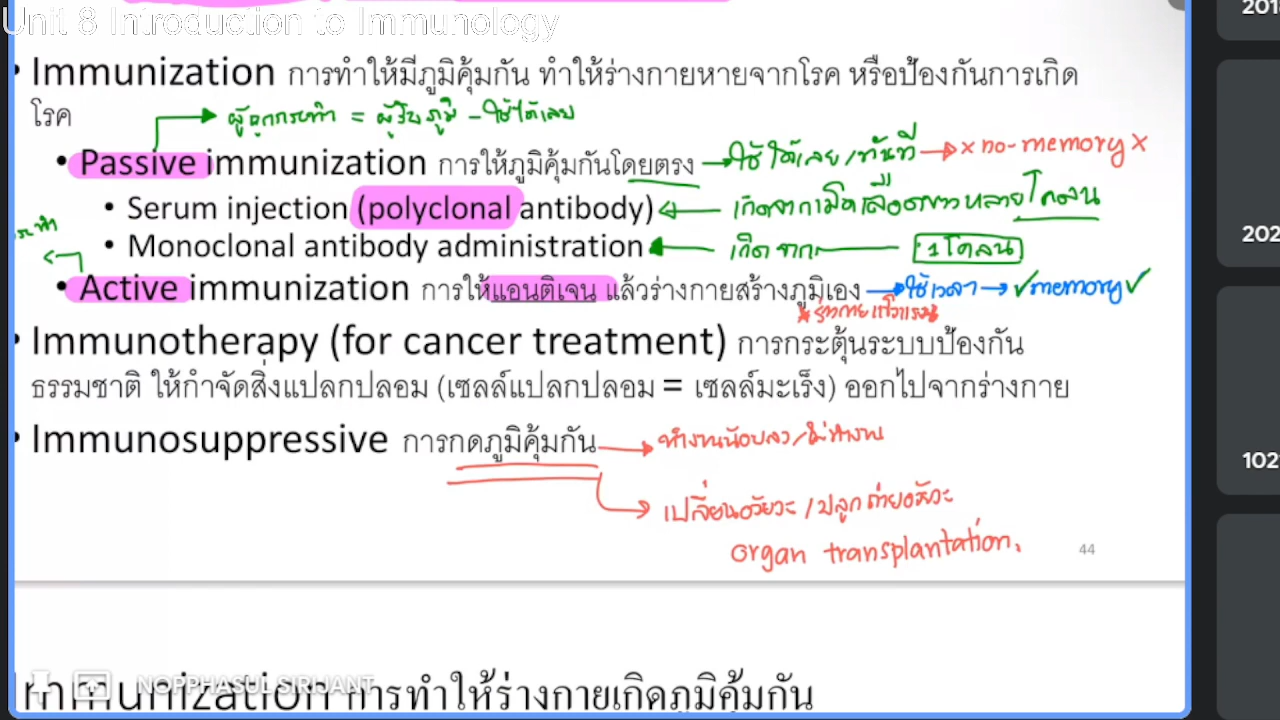 Unit 8 Introduction to Immunology
2018
• Immunization การทำให้มีภูมิคุ้มกัน ทำให้ร่างกายหายจากโรค หรือป้องกันการเกิด
โรค
ผู้ถูกกระทำ = ผู้รับภูมิ - ใช้ได้เลย
• Passive immunization การให้ภูมิคุ้มกันโดยตรง
ใช้ได้เลย/ทันที
x no-memory x
• Serum injection (polyclonal antibody)
เกิดจากเม็ดเลือดขาวหลายโคลน
• Monoclonal antibody administration
เกิดจาก
1 โคลน
202
• Active immunization การให้แอนติเจน แล้วร่างกายสร้างภูมิเอง
ใช้เวลา → ✓memory✓
• Immunotherapy (for cancer treatment) การกระตุ้นระบบป้องกัน
ธรรมชาติ ให้กำจัดสิ่งแปลกปลอม (เซลล์แปลกปลอม = เซลล์มะเร็ง) ออกไปจากร่างกาย
• Immunosuppressive การกดภูมิคุ้มกัน
ทำงานน้อยลง/ไม่ทำงาน
102
เปลี่ยนอวัยวะ/ปลูกถ่ายอวัยวะ
organ transplantation.
44
NOPPHASUL SIRIJANT
Immunization การทำให้ร่างกายเกิดภูมิคุ้มกัน